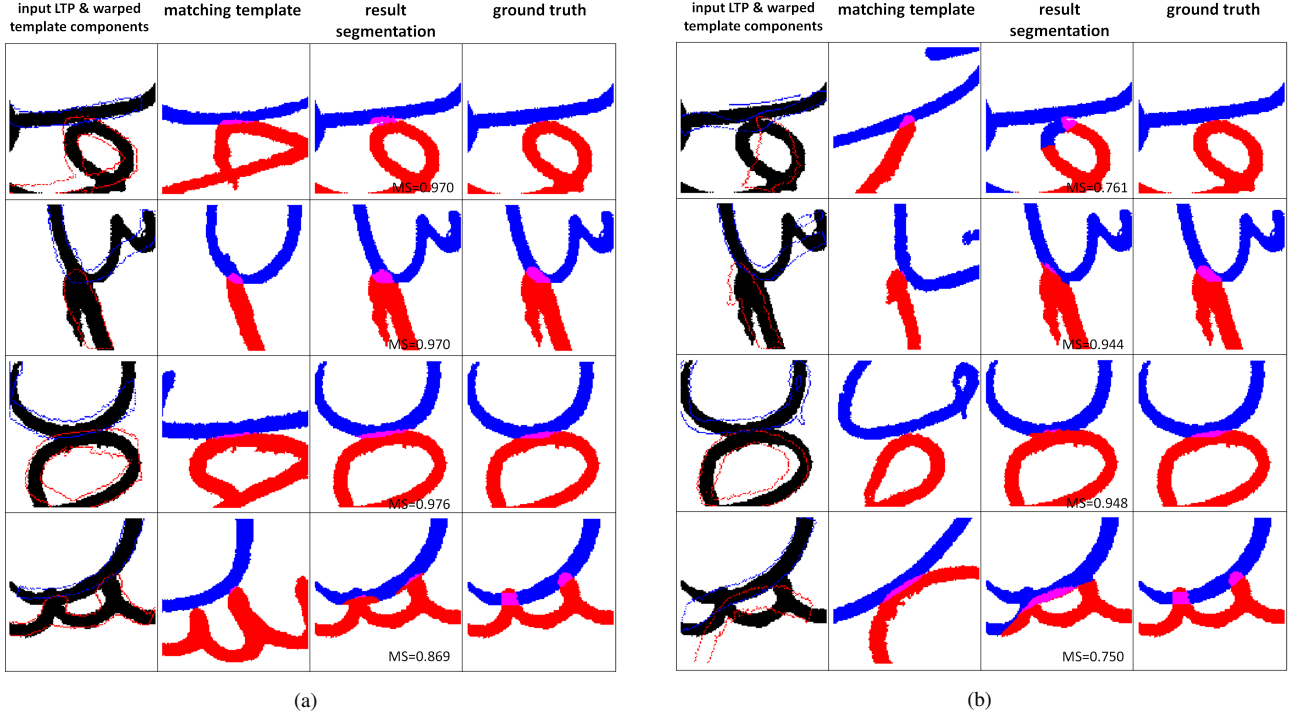 input LTP & warped
template components
matching template
result
segmentation
ground truth
MS=0.970
MS=0.970
MS=0.976
MS=0.869
(a)
input LTP & warped
template components
matching template
result
segmentation
ground truth
MS=0.761
MS=0.944
MS=0.948
MS=0.750
(b)